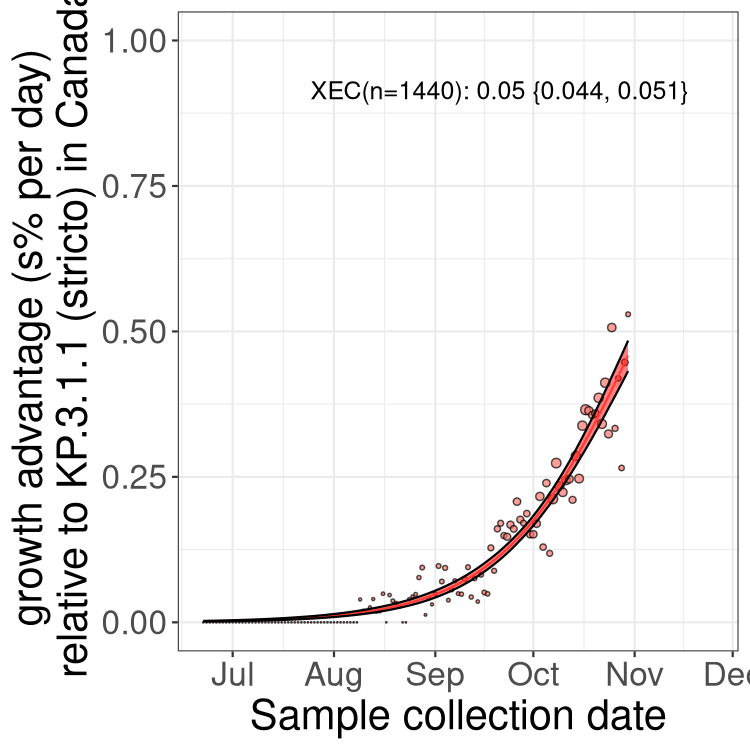 growth advantage (s% per day)
relative to KP.3.1.1 (stricto) in Canada
1.00
0.75
0.50
0.25
0.00
XEC(n=1440): 0.05 {0.044, 0.051}
Jul Aug Sep Oct Nov Dec
Sample collection date